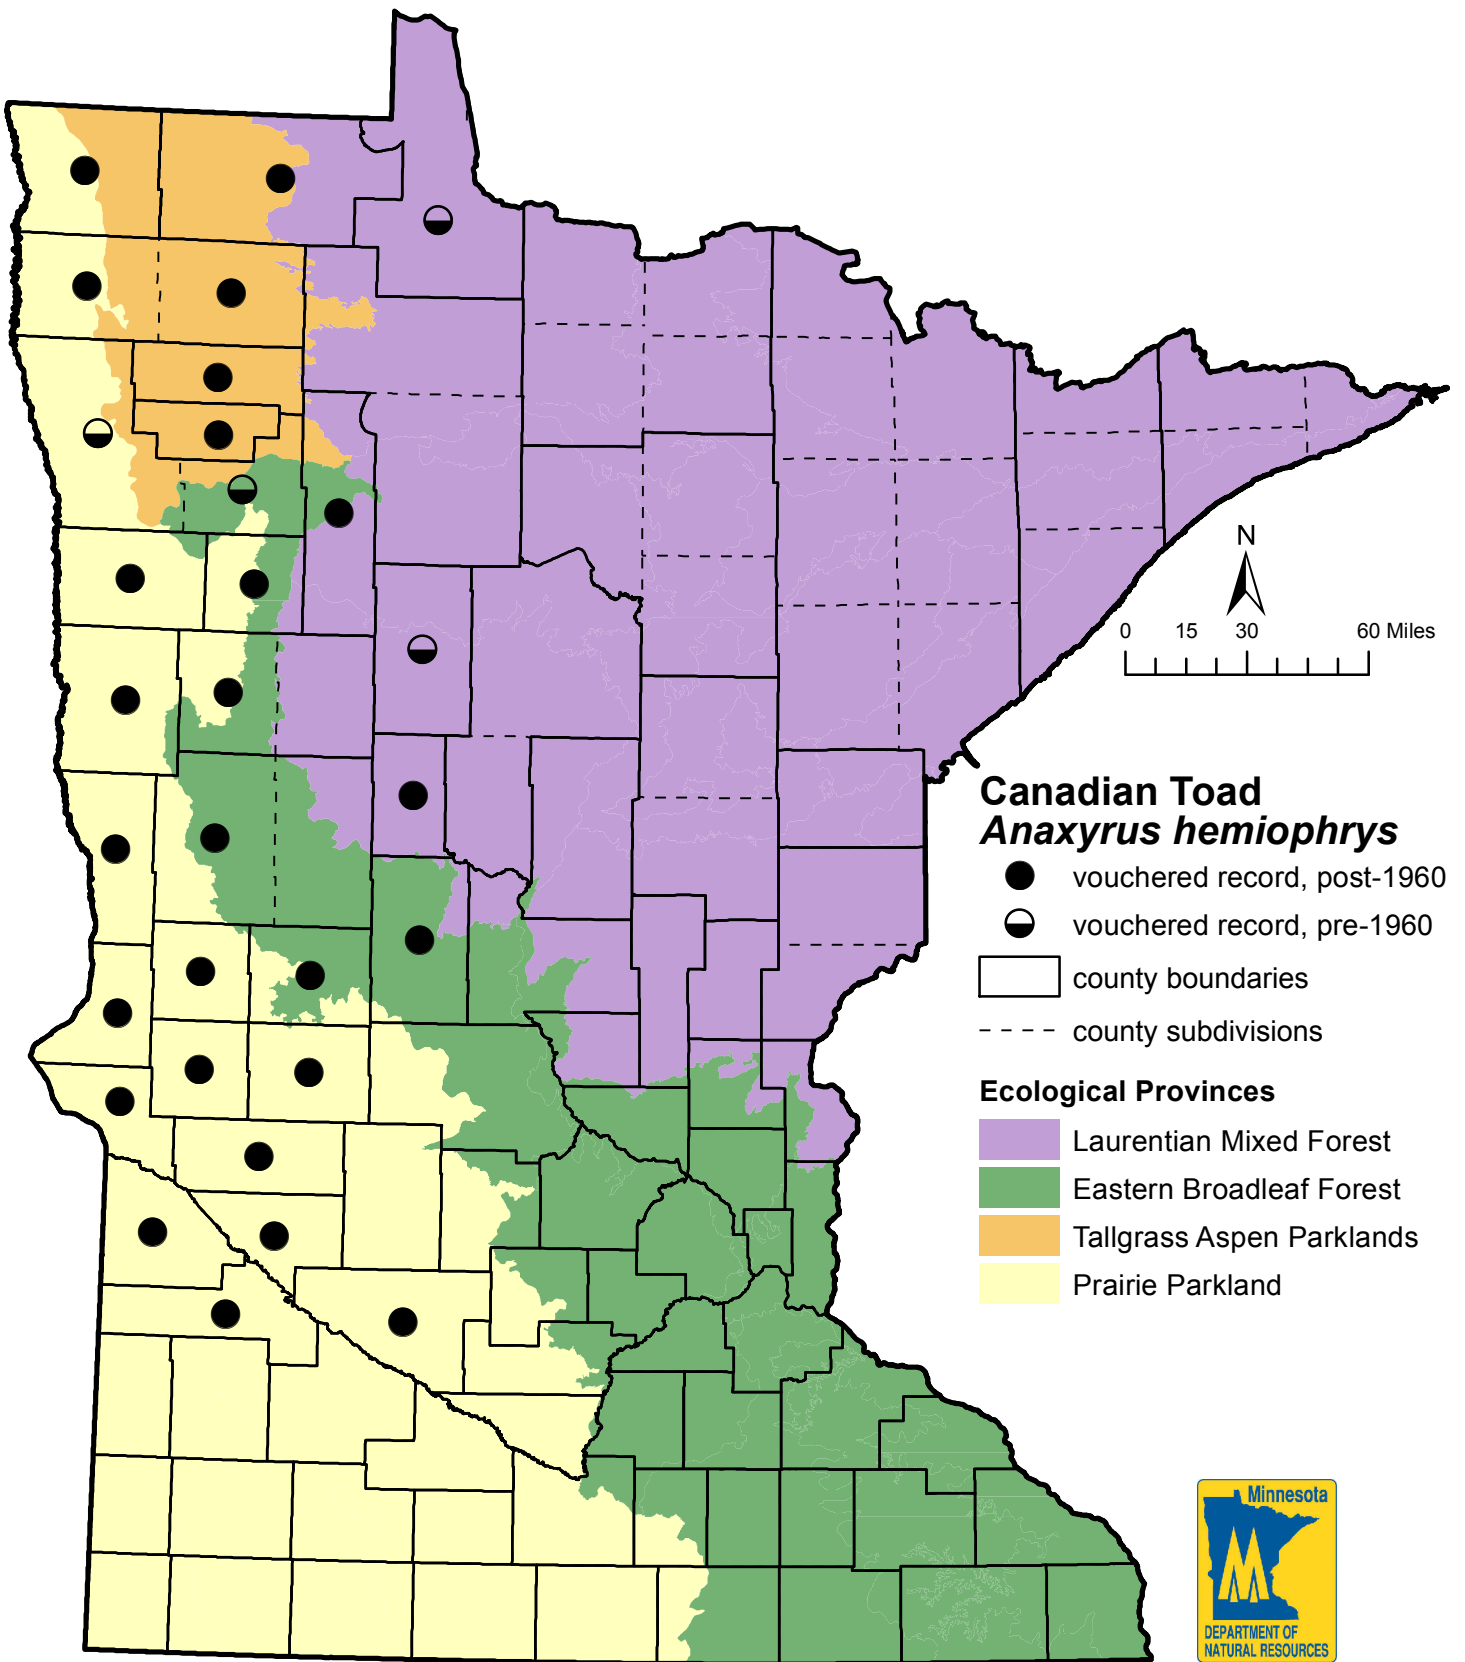 N
0 15 30 60 Miles
Canadian Toad
Anaxyrus hemiophrys
vouchered record, post-1960
vouchered record, pre-1960
county boundaries
county subdivisions
Ecological Provinces
Laurentian Mixed Forest
Eastern Broadleaf Forest
Tallgrass Aspen Parklands
Prairie Parkland
Minnesota
DEPARTMENT OF
NATURAL RESOURCES